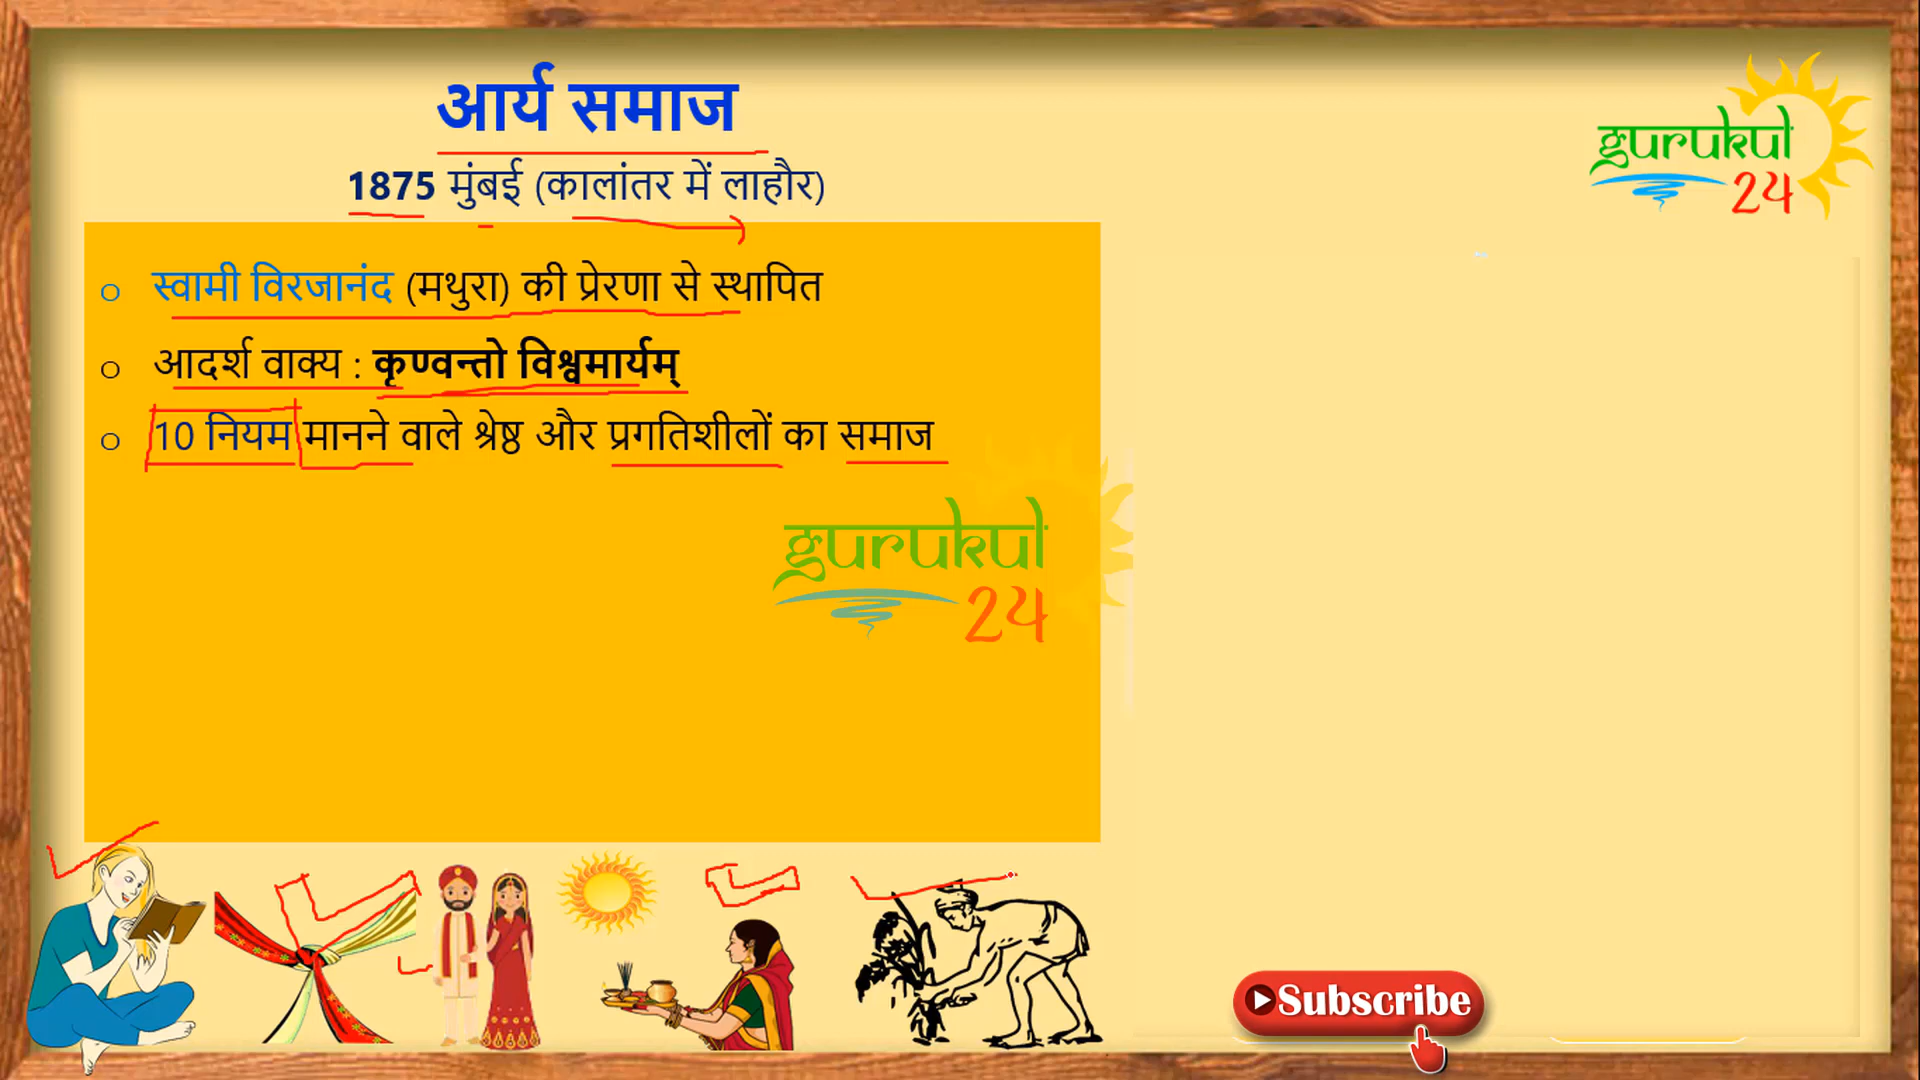 आर्य समाज
1875 मुंबई (कालांतर में लाहौर)
gurukul
24
○ स्वामी विरजानंद (मथुरा) की प्रेरणा से स्थापित
○ आदर्श वाक्य : कृण्वन्तो विश्वमार्यम्
○ 10 नियम मानने वाले श्रेष्ठ और प्रगतिशीलों का समाज
gurukul
24
Subscribe